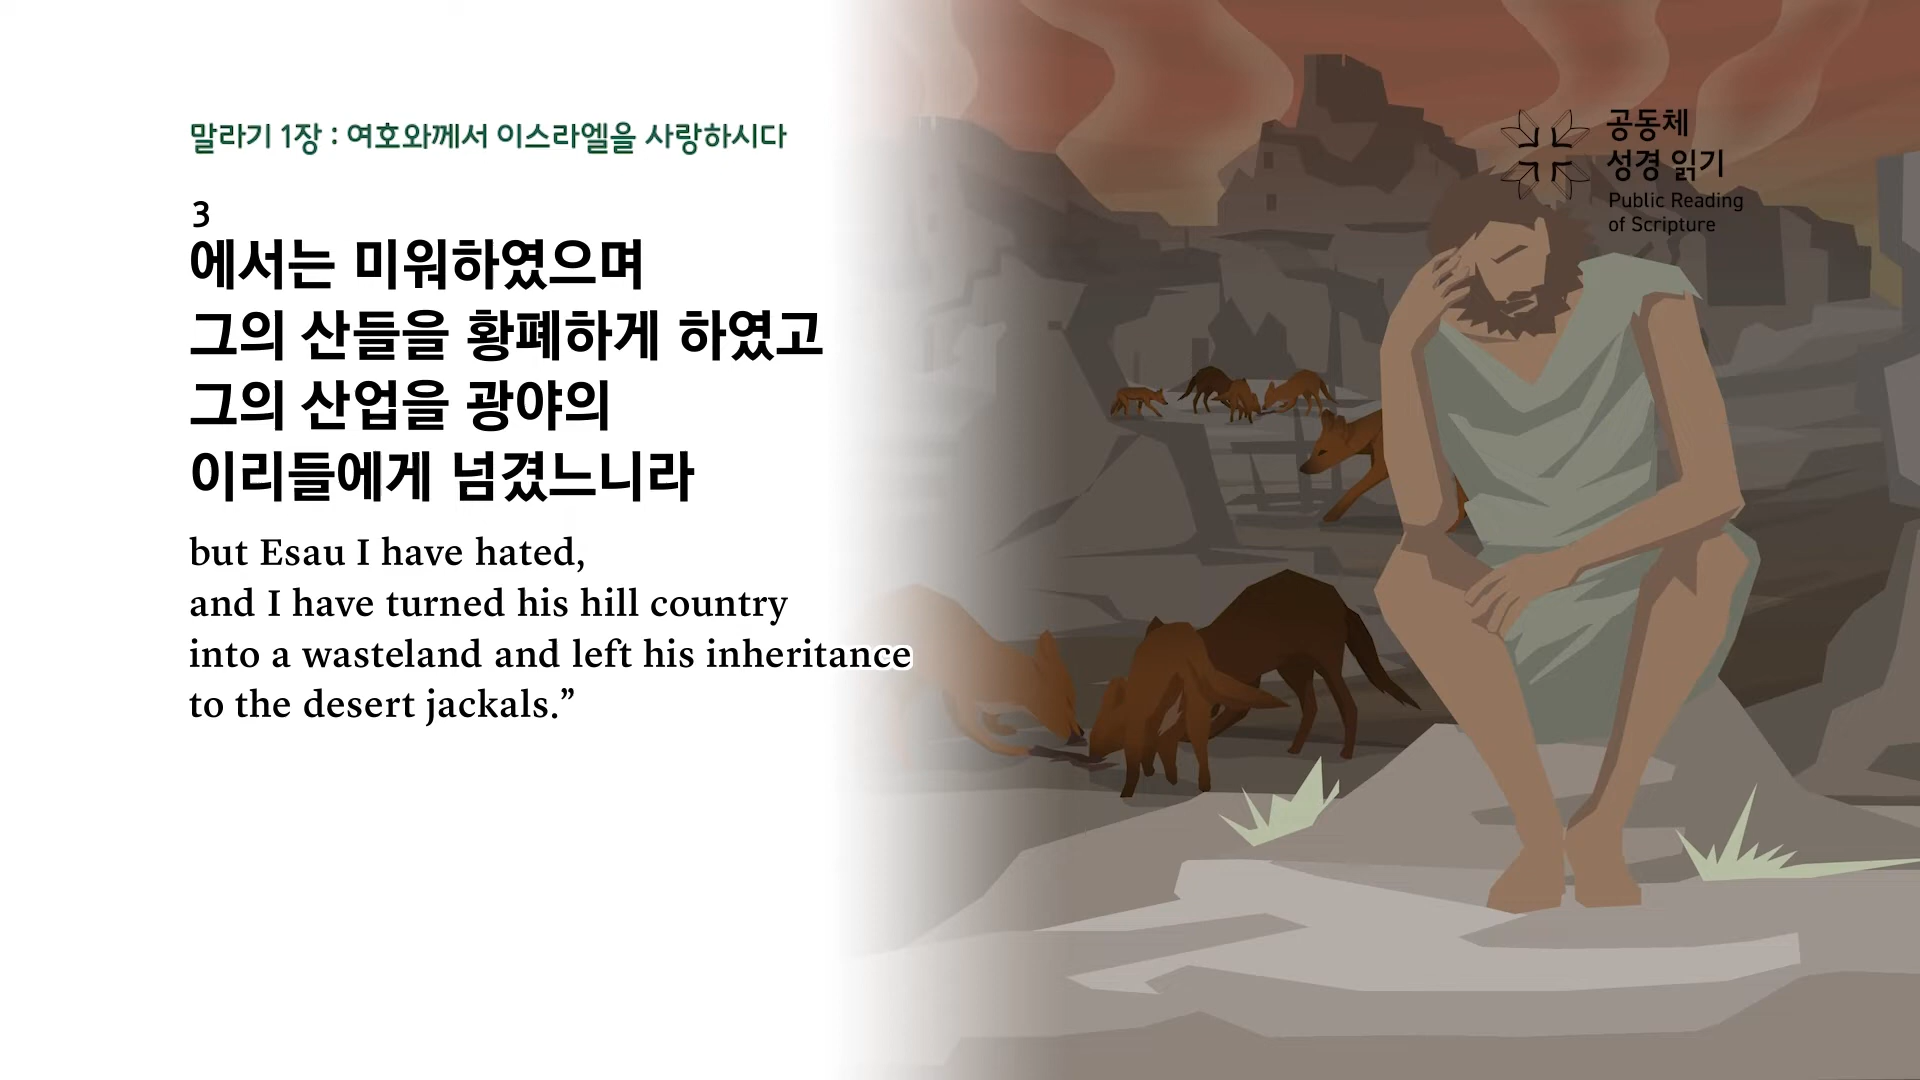 말라기 1장 : 여호와께서 이스라엘을 사랑하시다
3
에서는 미워하였으며
그의 산들을 황폐하게 하였고
그의 산업을 광야의
이리들에게 넘겼느니라
but Esau I have hated,
and I have turned his hill country
into a wasteland and left his inheritance
to the desert jackals.”
공동체
성경 읽기
Public Reading
of Scripture